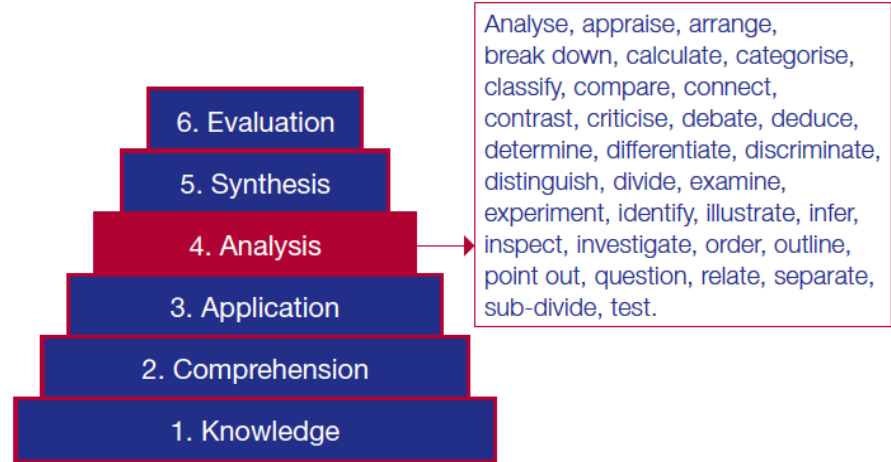 Analyse, appraise, arrange,
break down, calculate, categorise,
classify, compare, connect,
contrast, criticise, debate, deduce,
determine, differentiate, discriminate,
distinguish, divide, examine,
experiment, identify, illustrate, infer,
inspect, investigate, order, outline,
point out, question, relate, separate,
sub-divide, test.
6. Evaluation
5. Synthesis
4. Analysis
3. Application
2. Comprehension
1. Knowledge